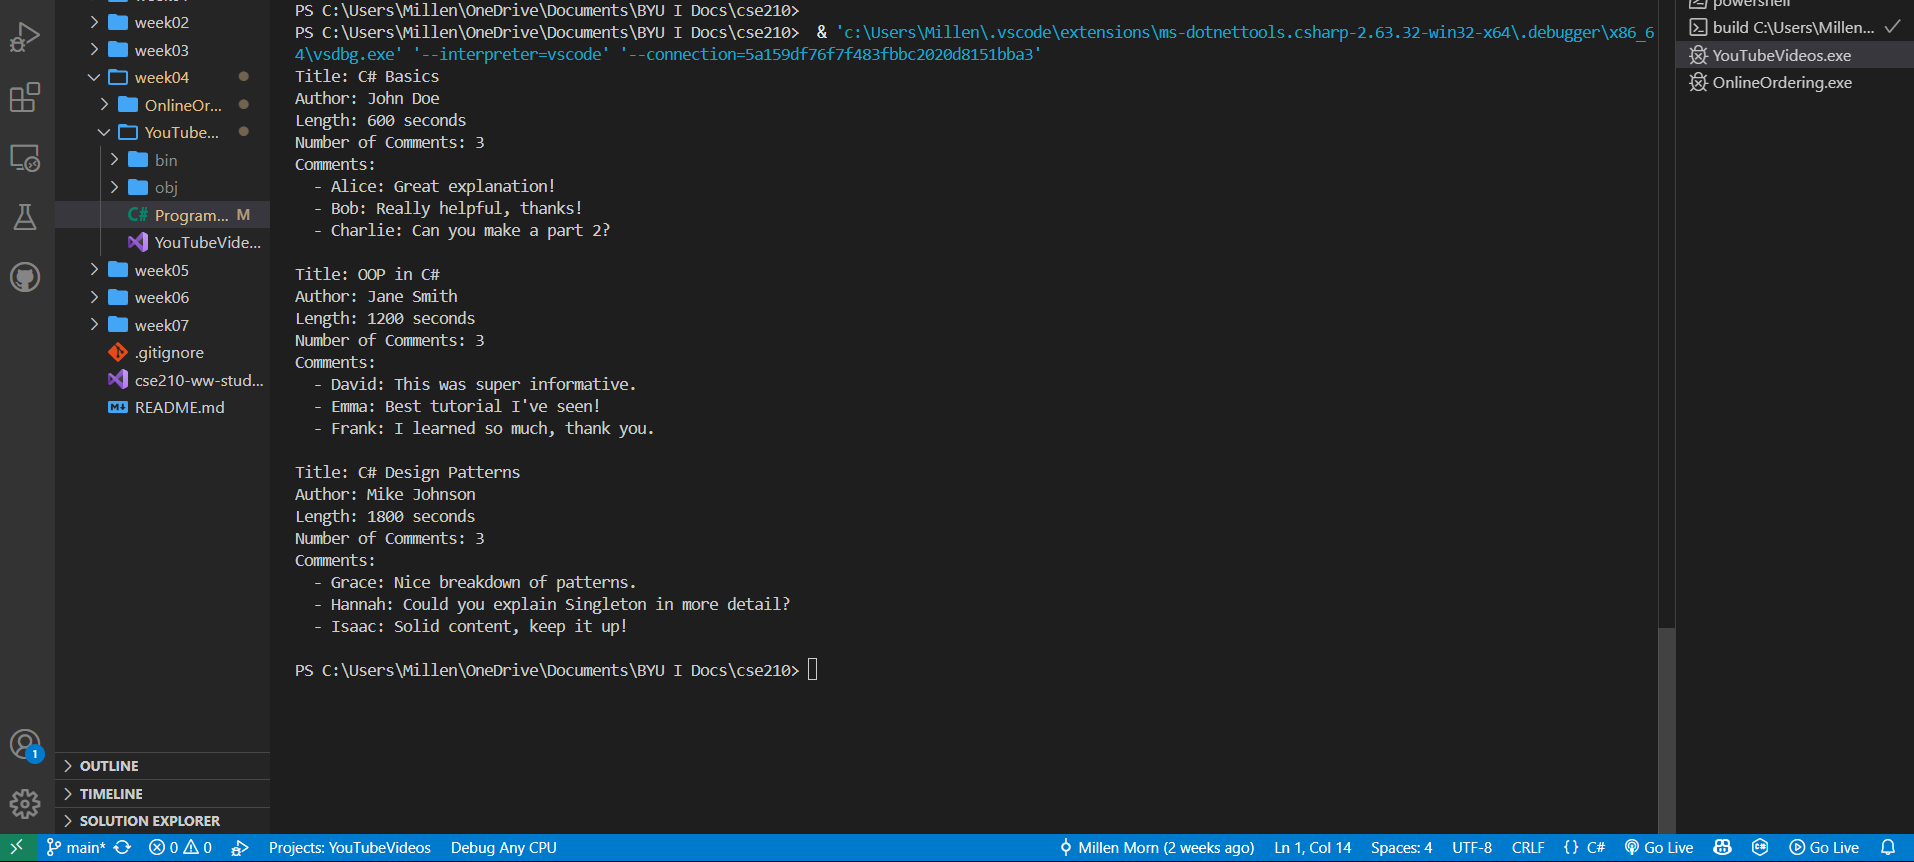 week02
week03
week04
OnlineOr...
YouTube...
bin
obj
C# Program... M
YouTubeVide...
week05
week06
week07
.gitignore
cse210-ww-stud...
README.md
OUTLINE
TIMELINE
SOLUTION EXPLORER
1
PS C:\Users\Millen\OneDrive\Documents\BYU I Docs\cse210>
PS C:\Users\Millen\OneDrive\Documents\BYU I Docs\cse210>  & 'c:\Users\Millen\.vscode\extensions\ms-dotnettools.csharp-2.63.32-win32-x64\.debugger\x86_6
4\vsdbg.exe' '--interpreter=vscode' '--connection=5a159df76f7f483fbbc2020d8151bba3'
Title: C# Basics
Author: John Doe
Length: 600 seconds
Number of Comments: 3
Comments:
  - Alice: Great explanation!
  - Bob: Really helpful, thanks!
  - Charlie: Can you make a part 2?

Title: OOP in C#
Author: Jane Smith
Length: 1200 seconds
Number of Comments: 3
Comments:
  - David: This was super informative.
  - Emma: Best tutorial I've seen!
  - Frank: I learned so much, thank you.

Title: C# Design Patterns
Author: Mike Johnson
Length: 1800 seconds
Number of Comments: 3
Comments:
  - Grace: Nice breakdown of patterns.
  - Hannah: Could you explain Singleton in more detail?
  - Isaac: Solid content, keep it up!

PS C:\Users\Millen\OneDrive\Documents\BYU I Docs\cse210>
powershell
build C:\Users\Millen...
YouTubeVideos.exe
OnlineOrdering.exe
main* 0 0 Projects: YouTubeVideos Debug Any CPU Millen Morn (2 weeks ago) Ln 1, Col 14 Spaces: 4 UTF-8 CRLF {} C# Go Live Go Live